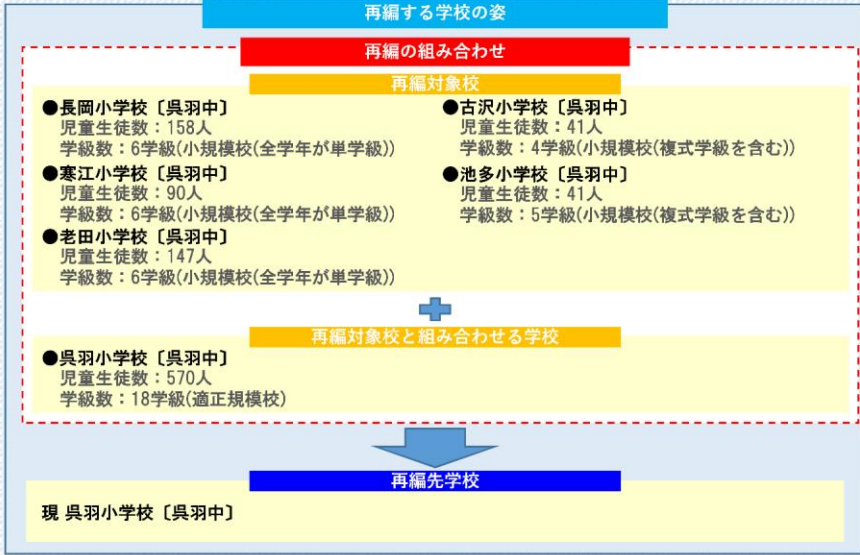 再編する学校の姿
再編の組み合わせ
再編対象校
●長岡小学校〔呉羽中〕
児童生徒数：158人
学級数：6学級(小規模校(全学年が単学級))
●寒江小学校〔呉羽中〕
児童生徒数：90人
学級数：6学級(小規模校(全学年が単学級))
●老田小学校〔呉羽中〕
児童生徒数：147人
学級数：6学級(小規模校(全学年が単学級))
●古沢小学校〔呉羽中〕
児童生徒数：41人
学級数：4学級(小規模校(複式学級を含む))
●池多小学校〔呉羽中〕
児童生徒数：41人
学級数：5学級(小規模校(複式学級を含む))
再編対象校と組み合わせる学校
●呉羽小学校〔呉羽中〕
児童生徒数：570人
学級数：18学級(適正規模校)
再編先学校
現 呉羽小学校〔呉羽中〕